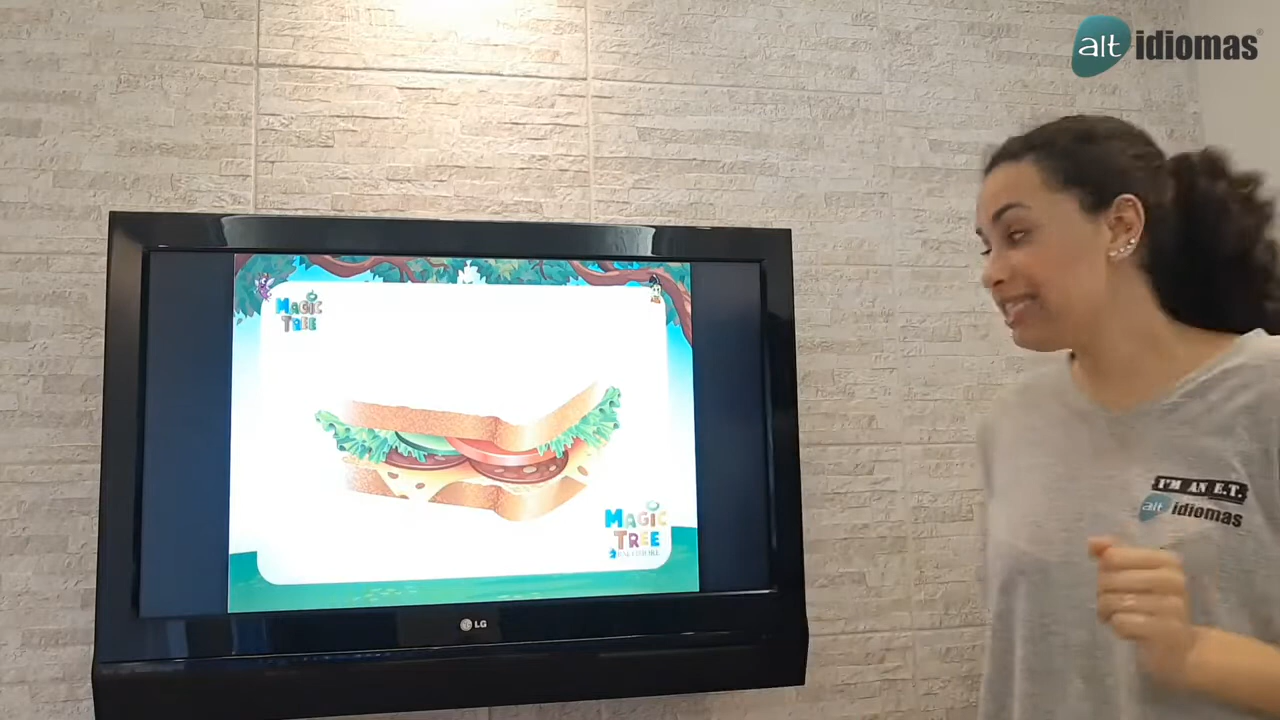 alt idiomas
MAGIC
TREE
MAGIC
TREE
LG
I'M AN E.T.
alt idiomas